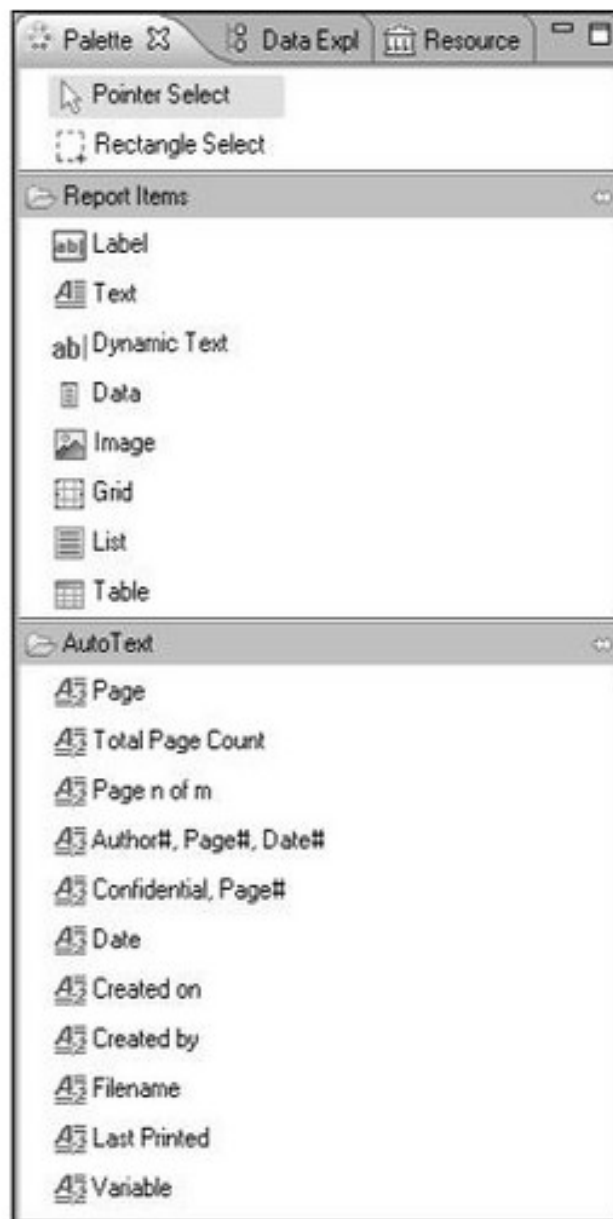 Palette Data Expl Resource
Pointer Select
Rectangle Select
Report Items
Label
Text
Dynamic Text
Data
Image
Grid
List
Table
AutoText
Page
Total Page Count
Page n of m
Author#, Page#, Date#
Confidential, Page#
Date
Created on
Created by
Filename
Last Printed
Variable